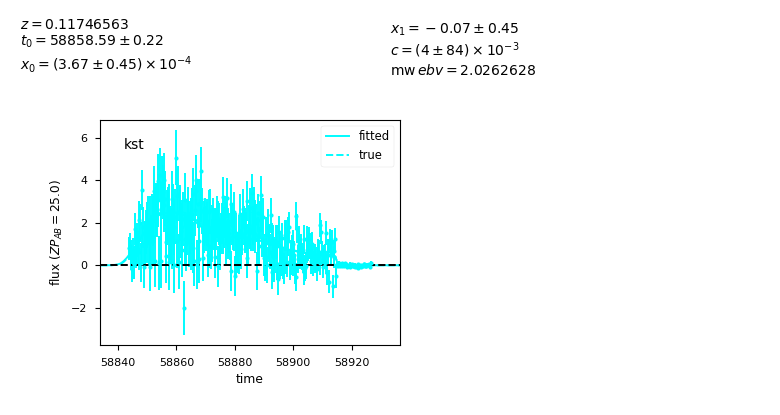 z = 0.11746563
t₀ = 58858.59 ± 0.22
x₀ = (3.67 ± 0.45) × 10⁻⁴
x₁ = −0.07 ± 0.45
c = (4 ± 84) × 10⁻³
mw ebv = 2.0262628
kst
fitted
true
6
4
2
0
−2
flux (ZP_AB = 25.0)
58840 58860 58880 58900 58920
time